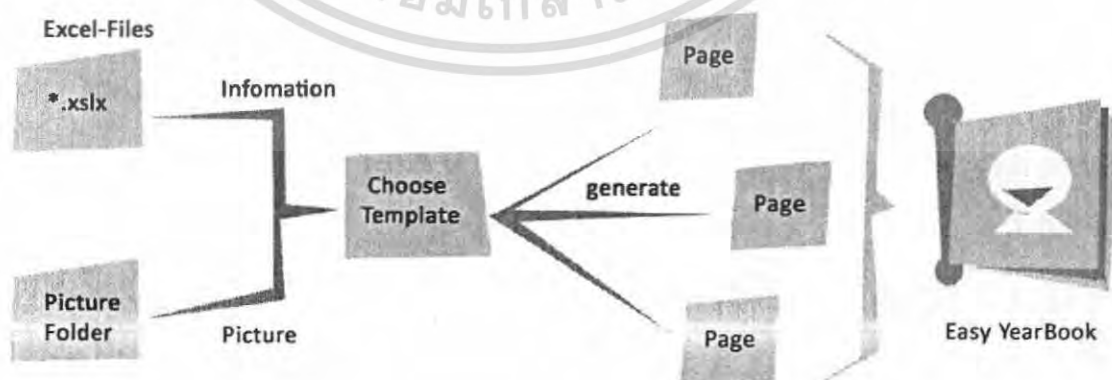 Excel-Files
*.xslx
Infomation
Picture
Folder
Picture
Choose
Template
generate
Page
Page
Page
Easy YearBook